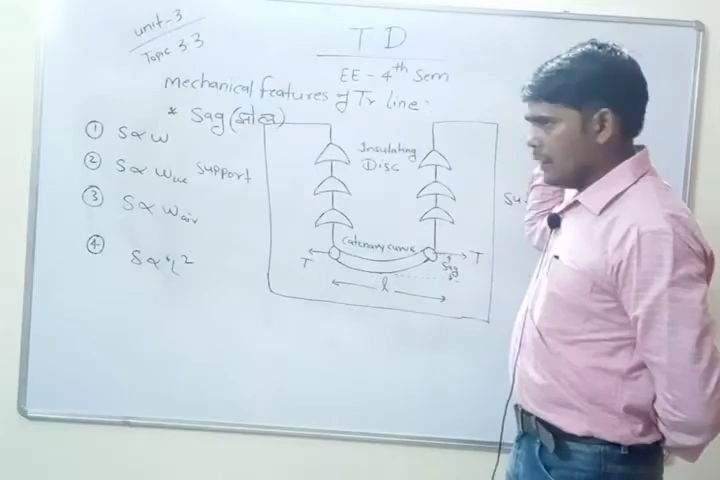 unit-3
Topic 3.3
T D
EE - 4th Sem
Mechanical features of Tr line.
* Sag (झोल)
① S ∝ W
② S ∝ Wice
③ S ∝ Wair
④ S ∝ l²
Support
Insulating
Disc
Catenary curve
T
T
Sag
l
Su